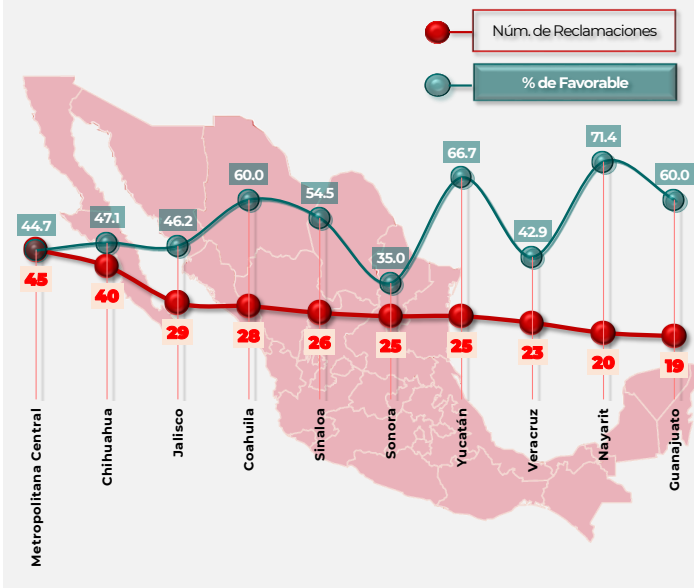 Núm. de Reclamaciones
% de Favorable
44.7
47.1
46.2
60.0
54.5
35.0
66.7
42.9
71.4
60.0
45
40
29
28
26
25
25
23
20
19
Metropolitana Central
Chihuahua
Jalisco
Coahuila
Sinaloa
Sonora
Yucatán
Veracruz
Nayarit
Guanajuato